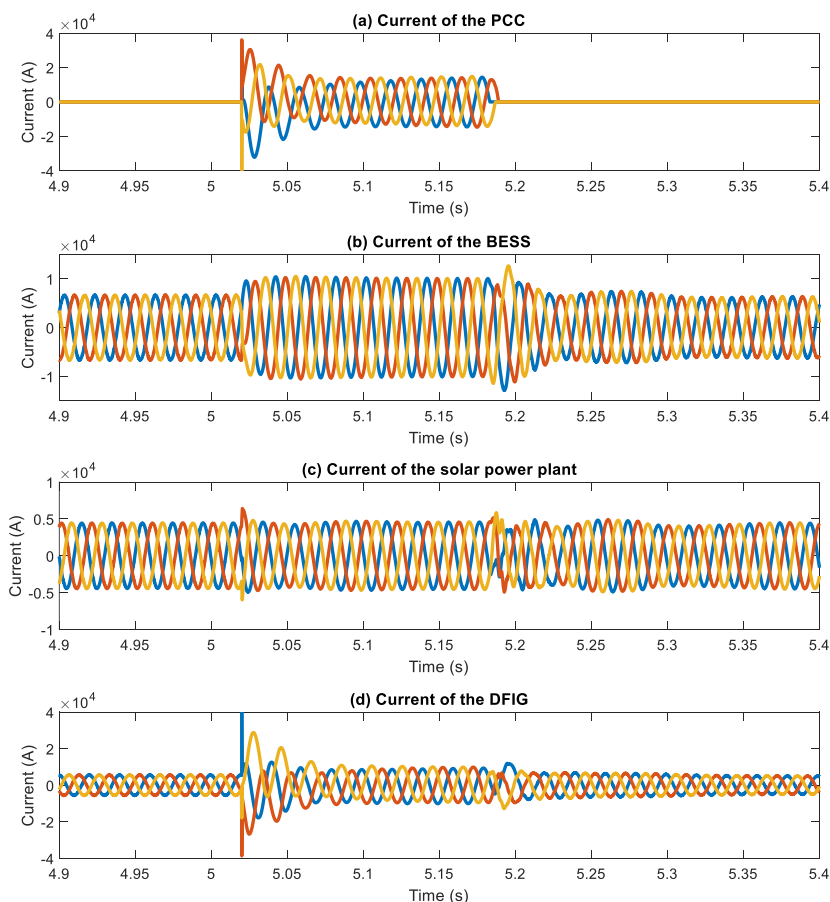 (a) Current of the PCC
×10⁴
Current (A)
4
2
0
-2
-4
4.9 4.95 5 5.05 5.1 5.15 5.2 5.25 5.3 5.35 5.4
Time (s)
(b) Current of the BESS
×10⁴
Current (A)
1
0
-1
4.9 4.95 5 5.05 5.1 5.15 5.2 5.25 5.3 5.35 5.4
Time (s)
(c) Current of the solar power plant
×10⁴
Current (A)
1
0.5
0
-0.5
-1
4.9 4.95 5 5.05 5.1 5.15 5.2 5.25 5.3 5.35 5.4
Time (s)
(d) Current of the DFIG
×10⁴
Current (A)
4
2
0
-2
-4
4.9 4.95 5 5.05 5.1 5.15 5.2 5.25 5.3 5.35 5.4
Time (s)